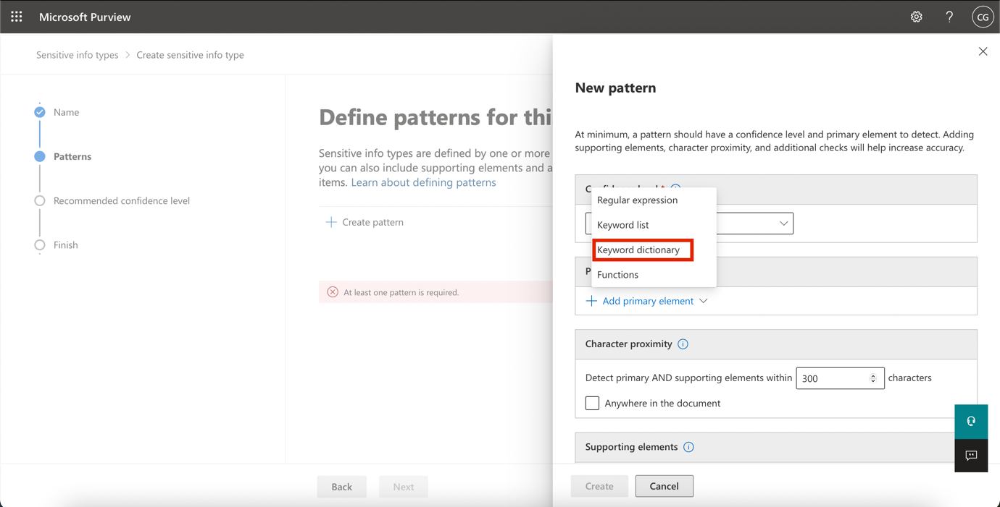 Microsoft Purview
CG
Sensitive info types > Create sensitive info type
Name
Patterns
Recommended confidence level
Finish
Define patterns for thi
Sensitive info types are defined by one or more
you can also include supporting elements and a
items. Learn about defining patterns
Create pattern
At least one pattern is required.
Back
Next
New pattern
At minimum, a pattern should have a confidence level and primary element to detect. Adding
supporting elements, character proximity, and additional checks will help increase accuracy.
Regular expression
Keyword list
Keyword dictionary
Functions
P
Add primary element
Character proximity
Detect primary AND supporting elements within 300 characters
Anywhere in the document
Supporting elements
Create
Cancel